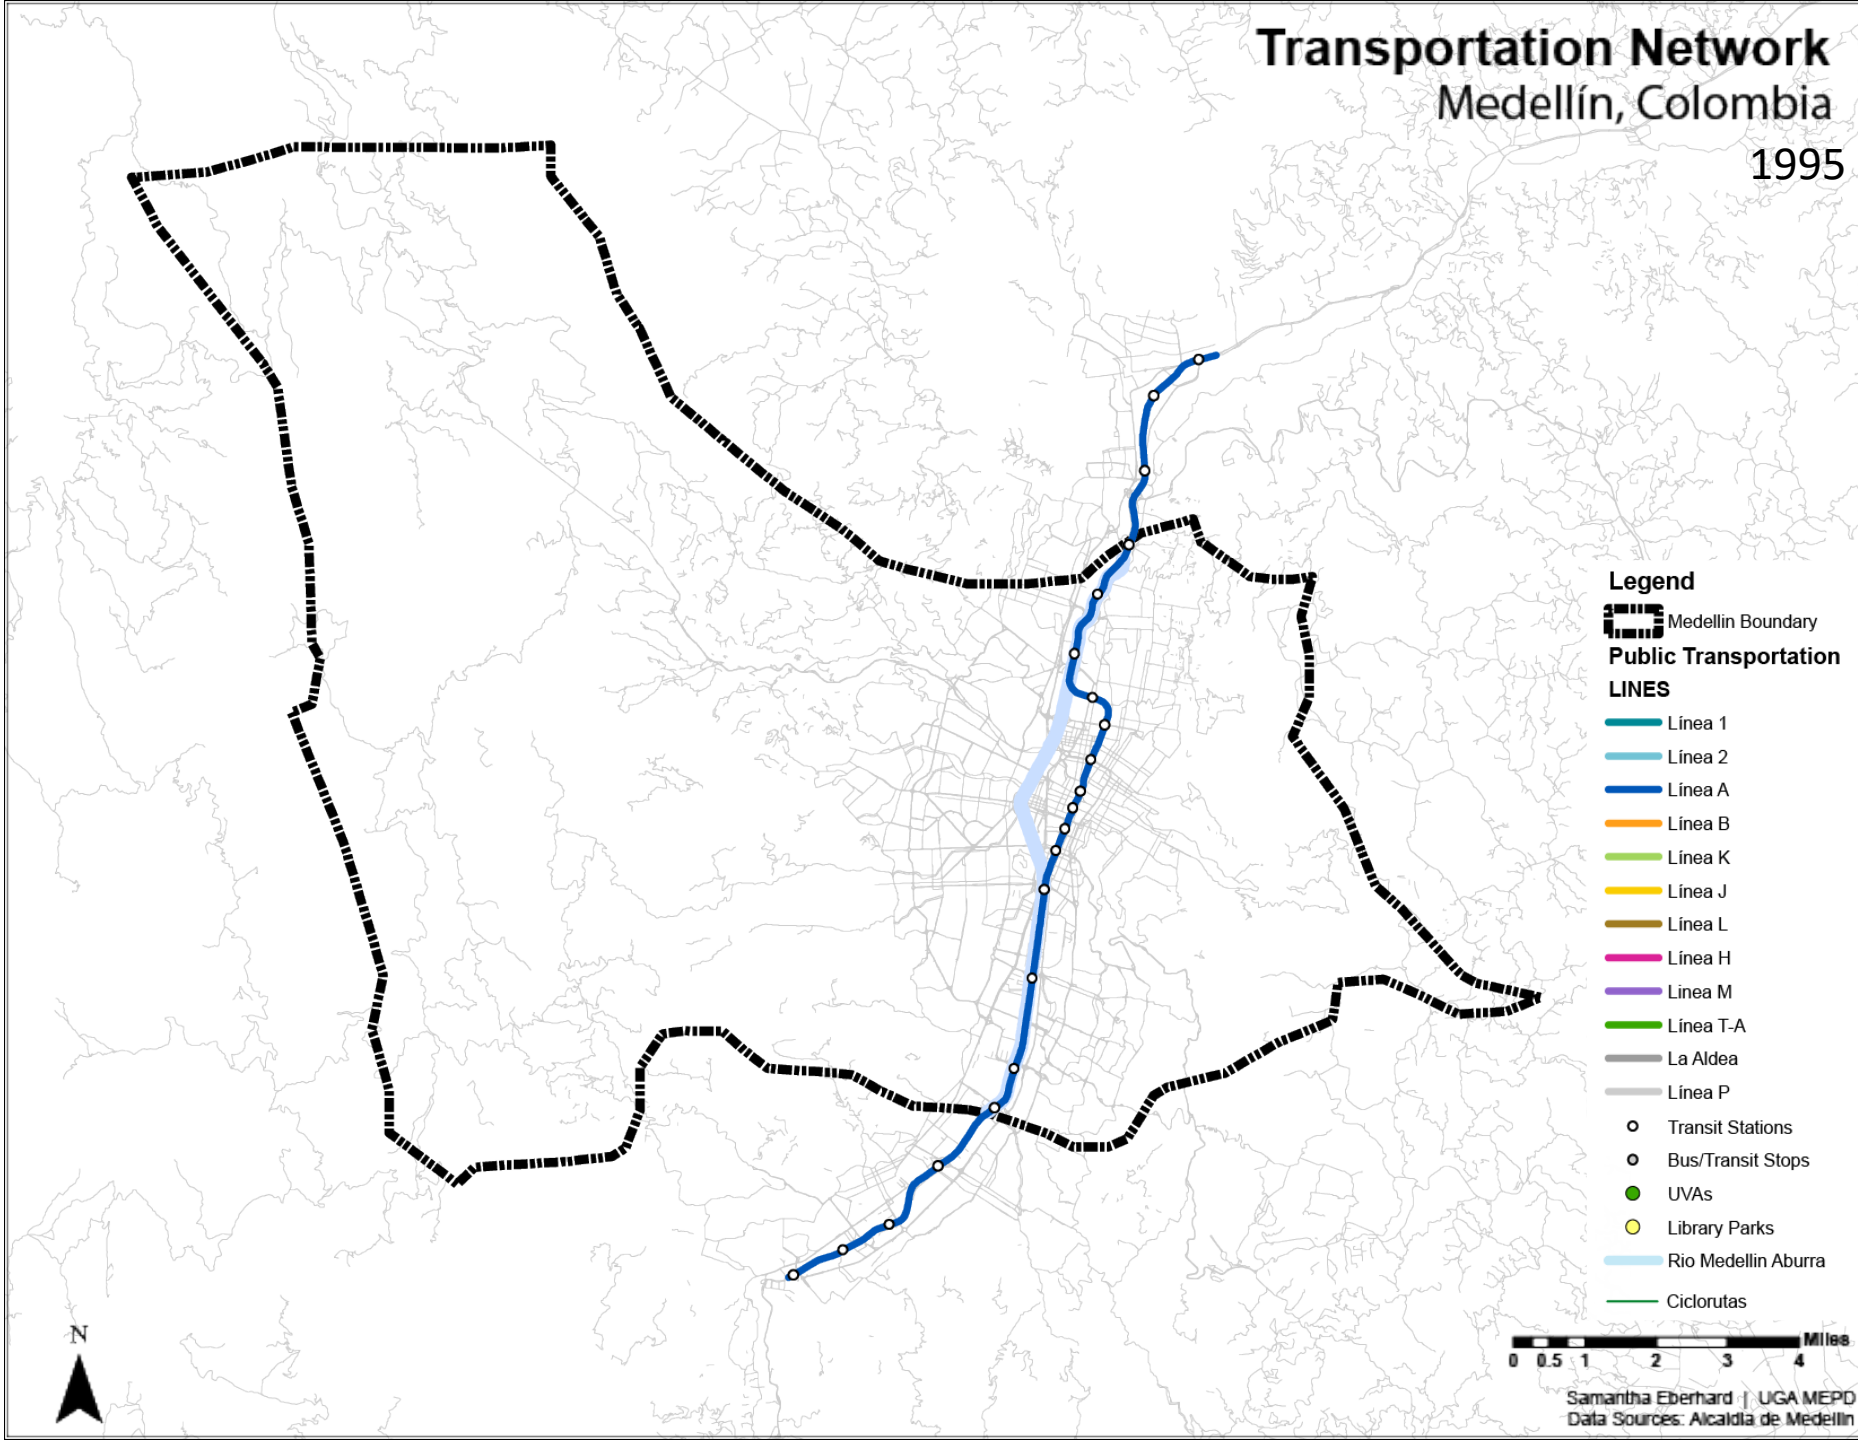 Transportation Network
Medellín, Colombia
1995
Legend
Medellin Boundary
Public Transportation
LINES
Línea 1
Línea 2
Línea A
Línea B
Línea K
Línea J
Línea L
Línea H
Linea M
Línea T-A
La Aldea
Línea P
Transit Stations
Bus/Transit Stops
UVAs
Library Parks
Rio Medellin Aburra
Ciclorutas
N
Miles
0 0.5 1 2 3 4
Samantha Eberhard | UGA MEPD
Data Sources: Alcaldia de Medellin